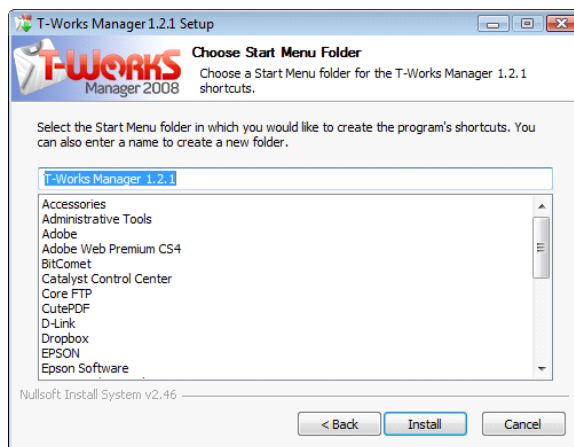 T-Works Manager 1.2.1 Setup
T-WORKS
Manager 2008
Choose Start Menu Folder
Choose a Start Menu folder for the T-Works Manager 1.2.1
shortcuts.
Select the Start Menu folder in which you would like to create the program's shortcuts. You
can also enter a name to create a new folder.
T-Works Manager 1.2.1
Accessories
Administrative Tools
Adobe
Adobe Web Premium CS4
BitComet
Catalyst Control Center
Core FTP
CutePDF
D-Link
Dropbox
EPSON
Epson Software
Nullsoft Install System v2.46
< Back
Install
Cancel